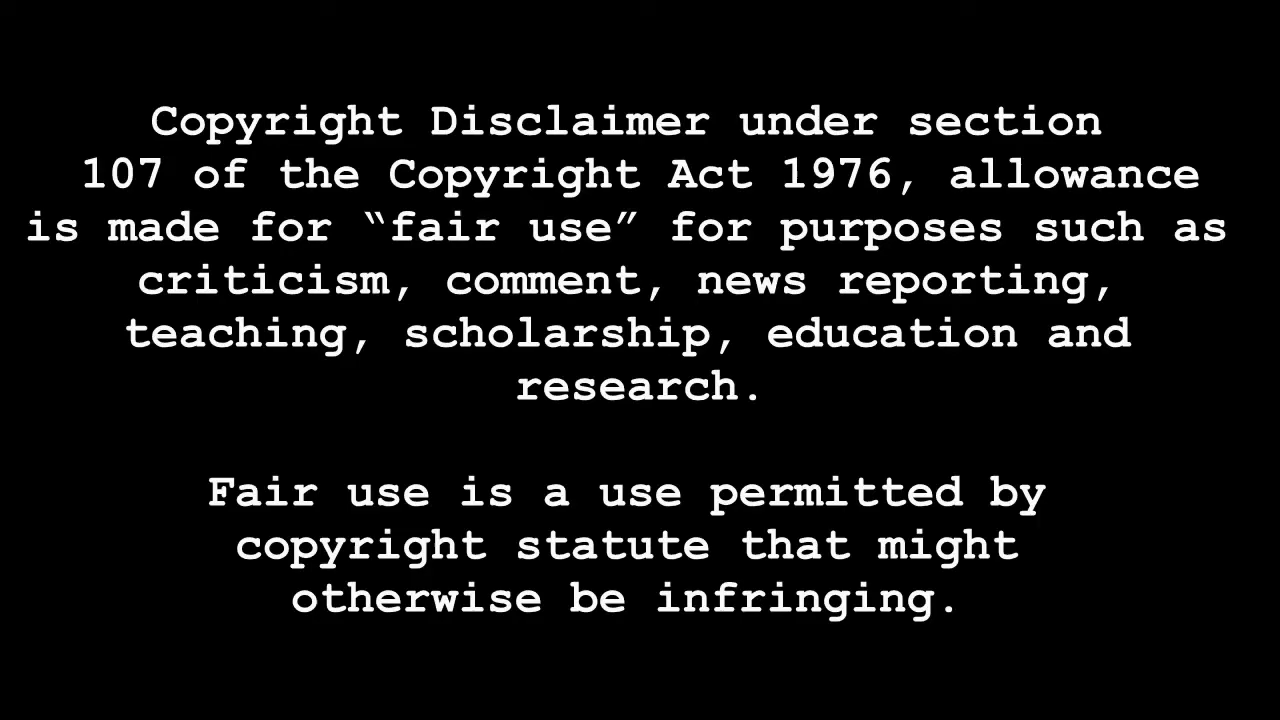 Copyright Disclaimer under section
107 of the Copyright Act 1976, allowance
is made for “fair use” for purposes such as
criticism, comment, news reporting,
teaching, scholarship, education and
research.
Fair use is a use permitted by
copyright statute that might
otherwise be infringing.